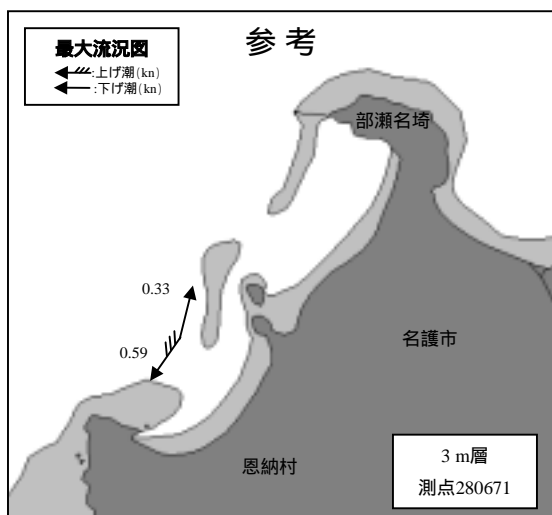 参考
最大流況図
:上げ潮(kn)
:下げ潮(kn)
部瀬名埼
0.33
0.59
名護市
恩納村
3 m層
測点280671